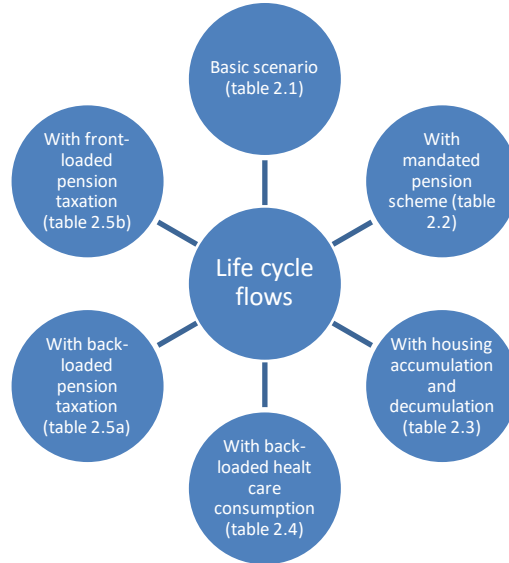 Basic scenario
(table 2.1)
With
mandated
pension
scheme (table
2.2)
With housing
accumulation
and
decumulation
(table 2.3)
With back-
loaded healt
care
consumption
(table 2.4)
With back-
loaded
pension
taxation
(table 2.5a)
With front-
loaded
pension
taxation
(table 2.5b)
Life cycle
flows